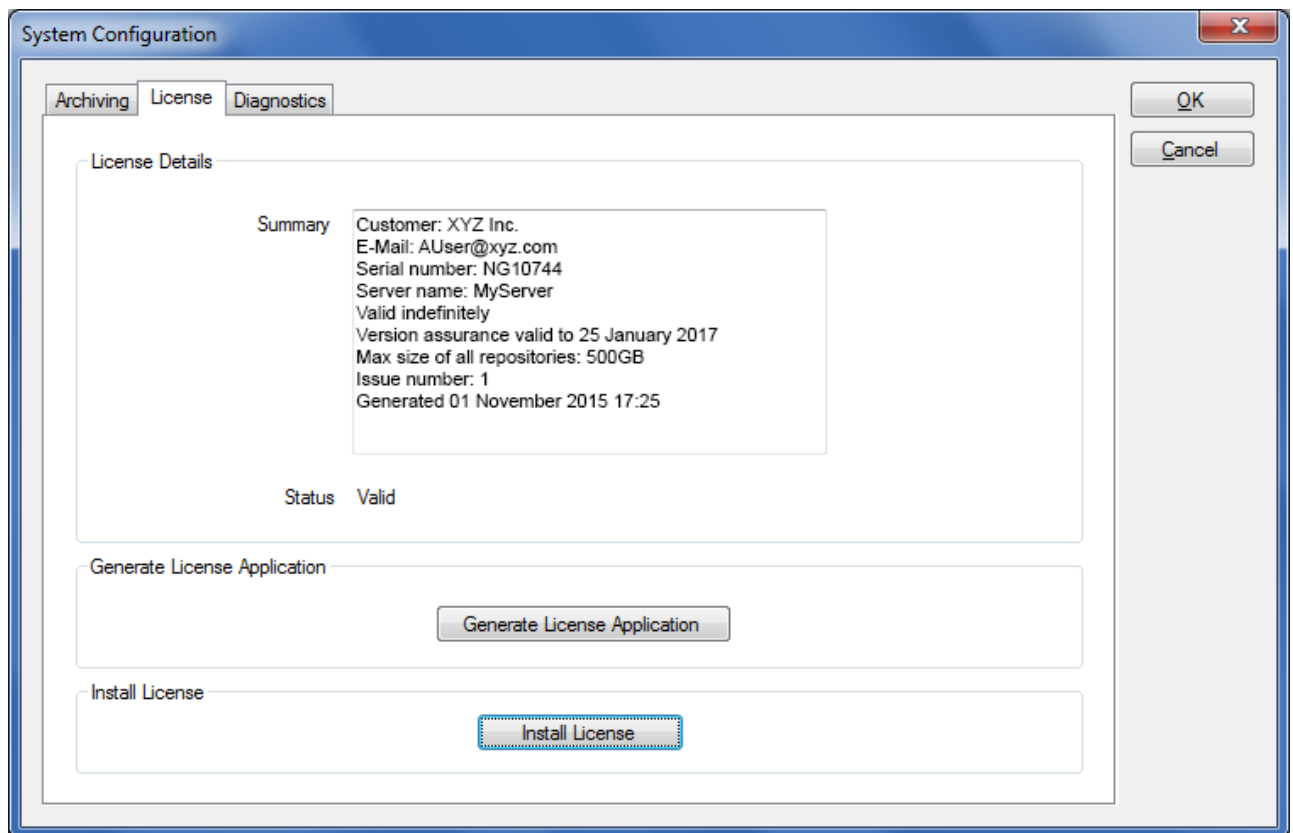 System Configuration
Archiving License Diagnostics
OK
Cancel
License Details
Summary
Customer: XYZ Inc.
E-Mail: AUser@xyz.com
Serial number: NG10744
Server name: MyServer
Valid indefinitely
Version assurance valid to 25 January 2017
Max size of all repositories: 500GB
Issue number: 1
Generated 01 November 2015 17:25
Status Valid
Generate License Application
Generate License Application
Install License
Install License